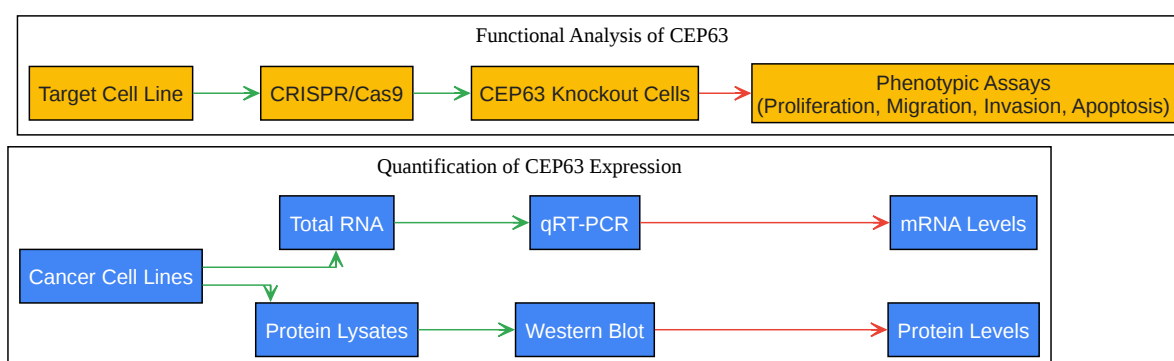 Functional Analysis of CEP63
Target Cell Line
CRISPR/Cas9
CEP63 Knockout Cells
Phenotypic Assays
(Proliferation, Migration, Invasion, Apoptosis)
Quantification of CEP63 Expression
Total RNA
qRT-PCR
mRNA Levels
Cancer Cell Lines
Protein Lysates
Western Blot
Protein Levels